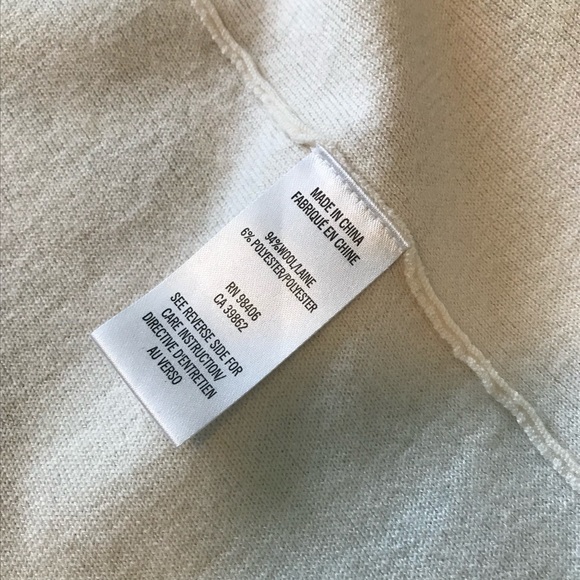 MADE IN CHINA
FABRIQUÉ EN CHINE
94%WOOL/LAINE
6% POLYESTER/POLYESTER
RN 98406
CA 39862
SEE REVERSE SIDE FOR
CARE INSTRUCTION/
DIRECTIVE D'ENTRETIEN
AU VERSO